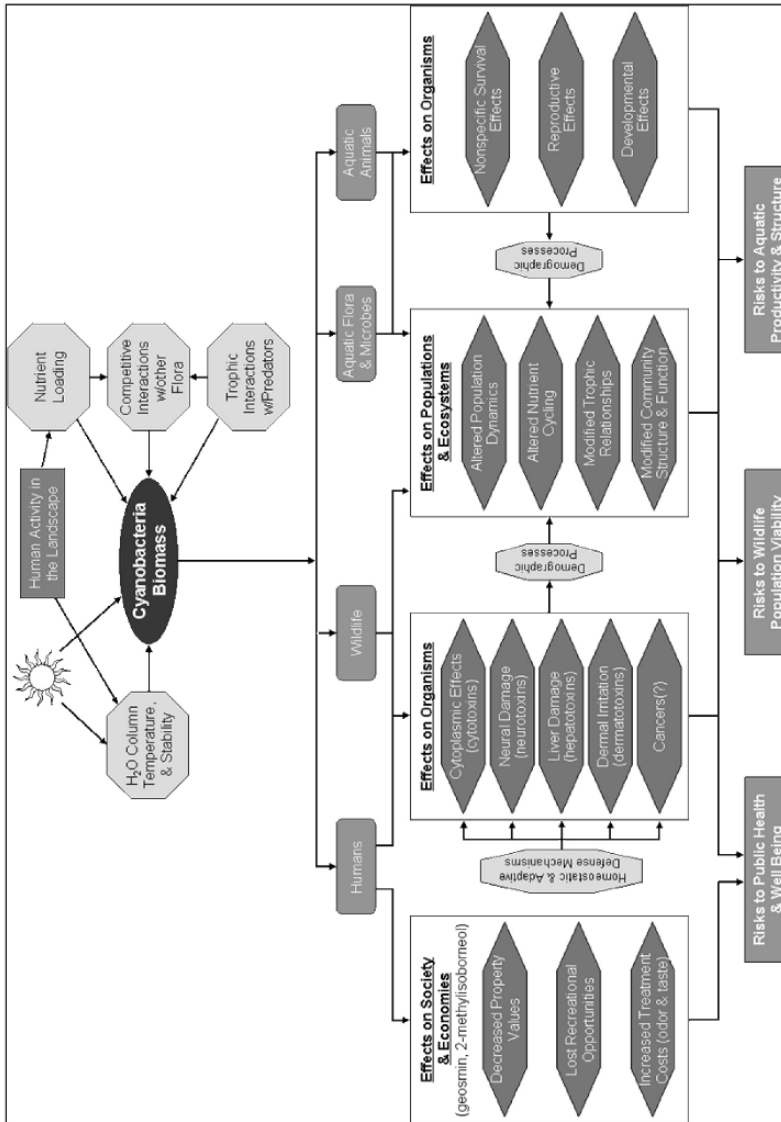 Human Activity in
the Landscape
Nutrient
Loading
H2O Column
Temperature,
& Stability
Cyanobacteria
Biomass
Competitive
Interactions
w/other
Flora
Trophic
Interactions
w/Predators
Humans
Wildlife
Aquatic Flora
& Microbes
Aquatic
Animals
Effects on Society
& Economies
(geosmin, 2-methylisoborneol)
Decreased Property
Values
Lost Recreational
Opportunities
Increased Treatment
Costs (odor & taste)
Homeostatic & Adaptive
Defense Mechanisms
Effects on Organisms
Cytoplasmic Effects
(cytotoxins)
Neural Damage
(neurotoxins)
Liver Damage
(hepatotoxins)
Dermal Irritation
(dermatotoxins)
Cancers(?)
Demographic
Processes
Effects on Populations
& Ecosystems
Altered Population
Dynamics
Altered Nutrient
Cycling
Modified Trophic
Relationships
Modified Community
Structure & Function
Demographic
Processes
Effects on Organisms
Nonspecific Survival
Effects
Reproductive
Effects
Developmental
Effects
Risks to Public Health
& Well Being
Risks to Wildlife
Population Viability
Risks to Aquatic
Productivity & Structure